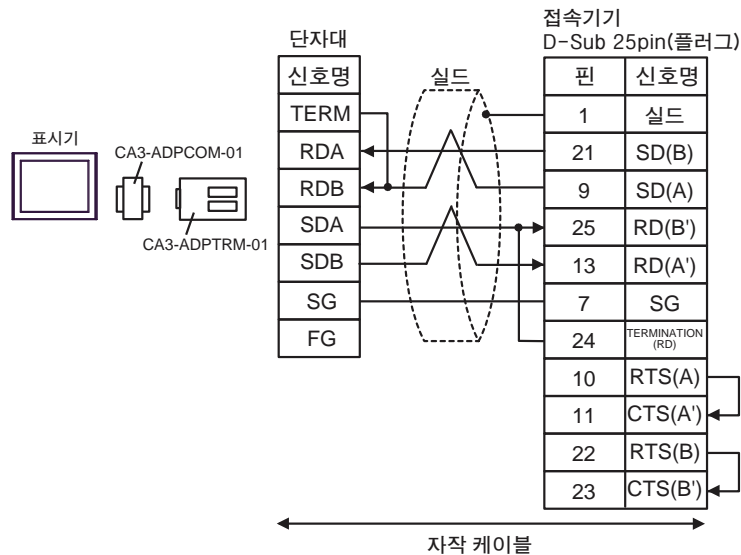 접속기기
D-Sub 25pin(플러그)
단자대
신호명
TERM
RDA
RDB
SDA
SDB
SG
FG
실드
핀 신호명
1 실드
21 SD(B)
9 SD(A)
25 RD(B')
13 RD(A')
7 SG
24 TERMINATION
(RD)
10 RTS(A)
11 CTS(A')
22 RTS(B)
23 CTS(B')
표시기
CA3-ADPCOM-01
CA3-ADPTRM-01
자작 케이블